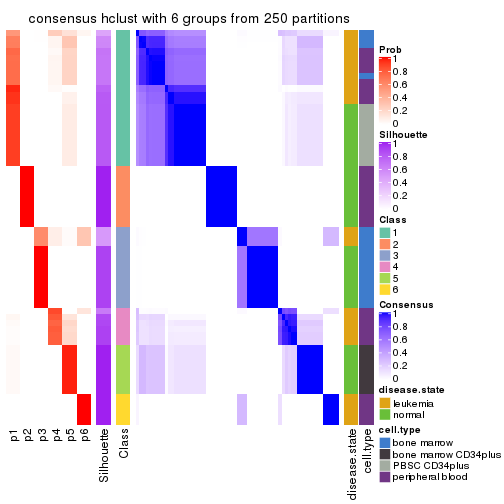 consensus hclust with 6 groups from 250 partitions
Prob
1
0.8
0.6
0.4
0.2
0
Silhouette
1
0.8
0.6
0.4
0.2
0
Class
1
2
3
4
5
6
Consensus
1
0.8
0.6
0.4
0.2
0
disease.state
leukemia
normal
cell.type
bone marrow
bone marrow CD34plus
PBSC CD34plus
peripheral blood
p1
p2
p3
p4
p5
p6
Silhouette
Class
disease.state
cell.type